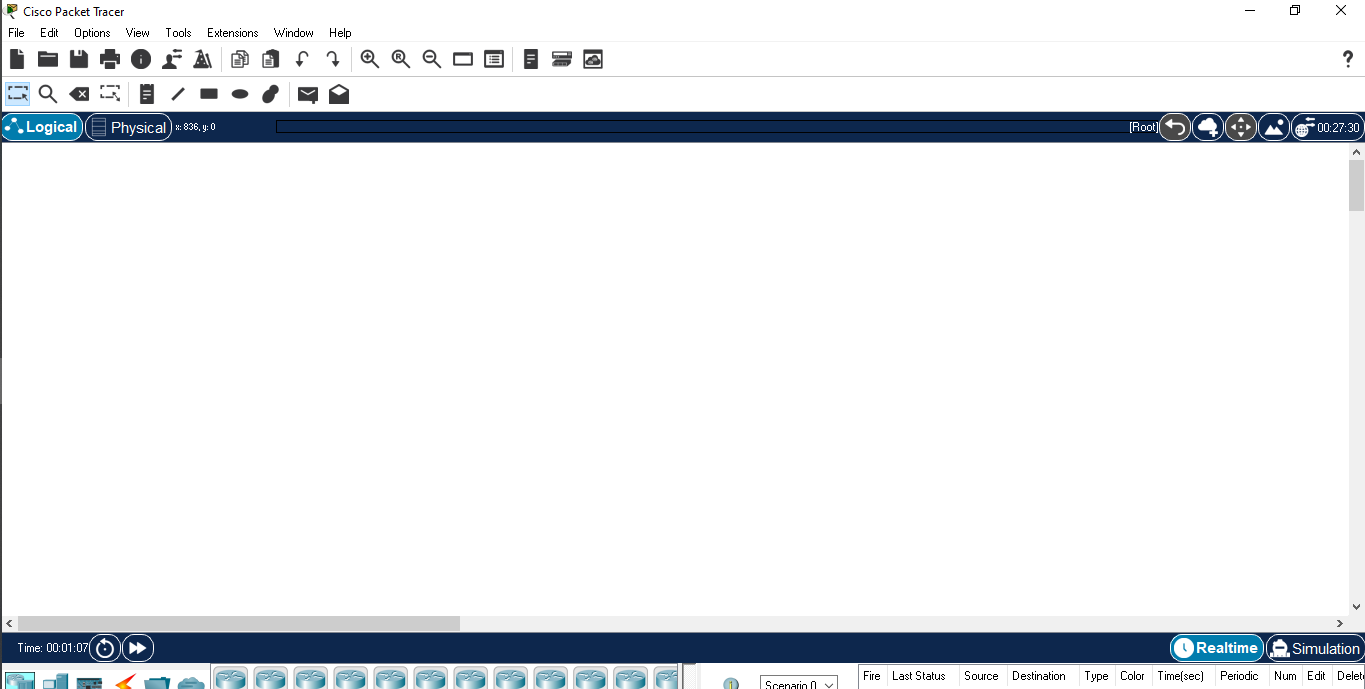 Cisco Packet Tracer
File Edit Options View Tools Extensions Window Help
?
Logical Physical x: 836, y: 0 [Root] 00:27:30
Time: 00:01:07 Realtime Simulation
Scenario 0 Fire Last Status Source Destination Type Color Time(sec) Periodic Num Edit